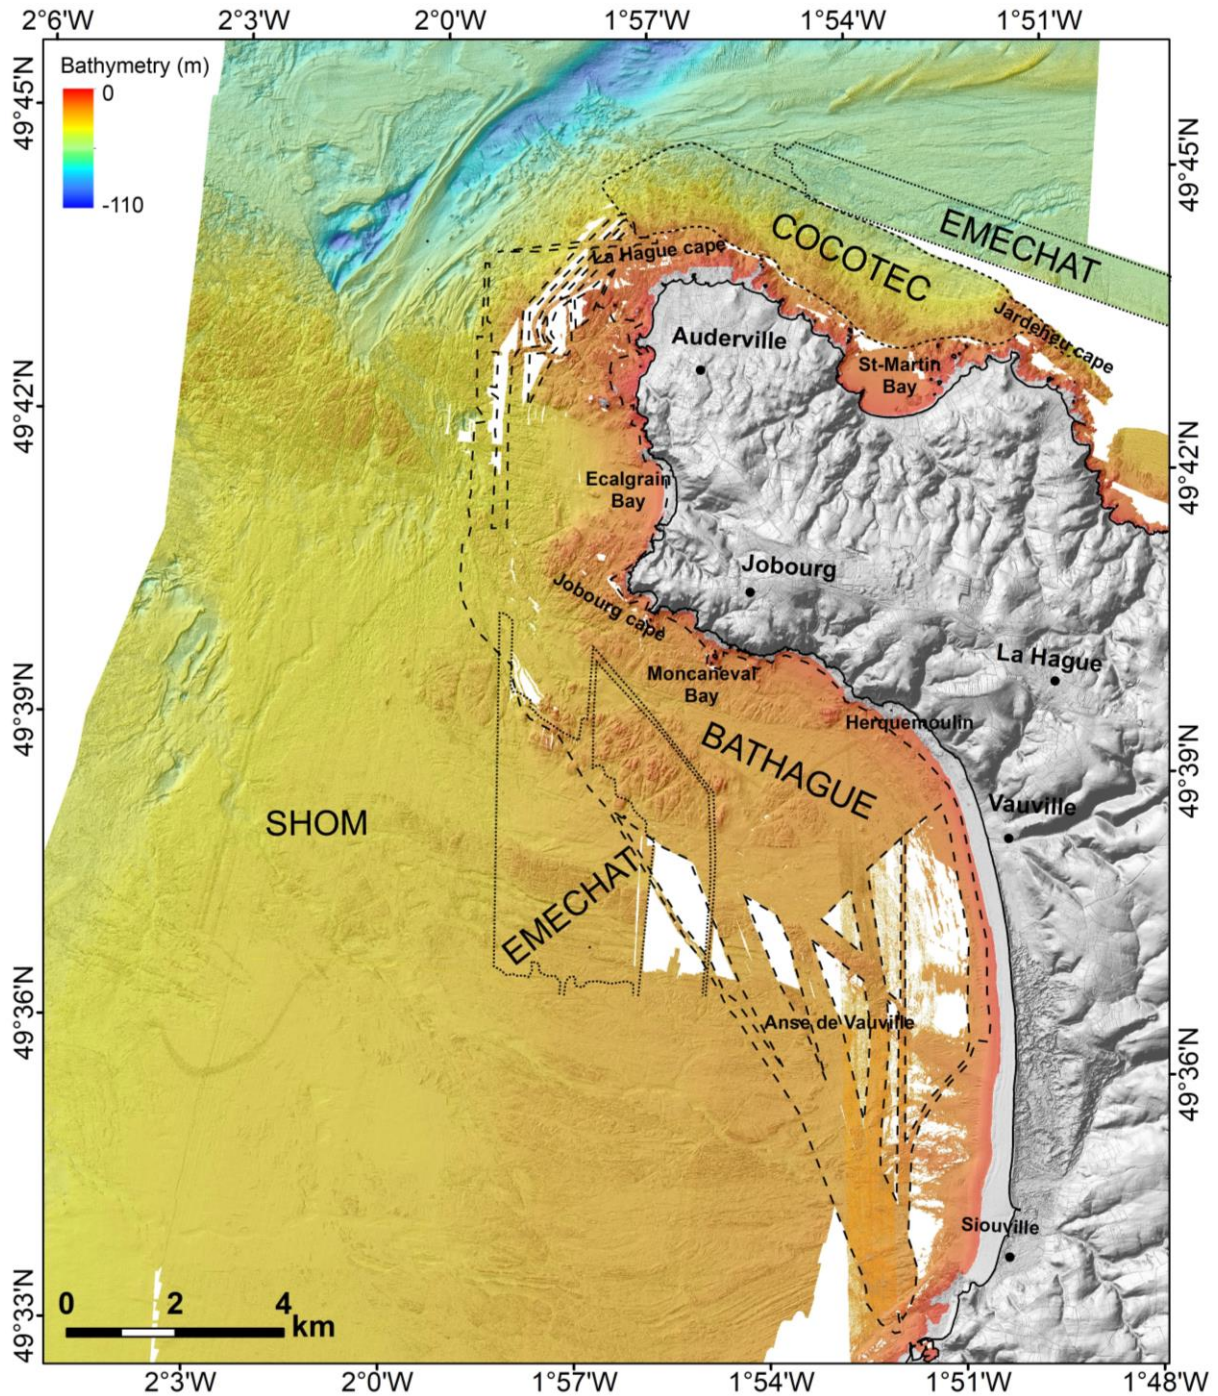 2°6'W 2°3'W 2°0'W 1°57'W 1°54'W 1°51'W
Bathymetry (m)
0
-110
49°45'N
49°45'N
EMECHAT
COCOTEC
La Hague cape
Jardeheu cape
Auderville
St-Martin
Bay
49°42'N
49°42'N
Ecalgrain
Bay
Jobourg
Jobourg cape
La Hague
Moncaneval
Bay
49°39'N
Herquemoulin
BATHAGUE
49°39'N
Vauville
SHOM
EMECHAT
49°36'N
Anse de Vauville
49°36'N
Siouville
49°33'N
0 2 4
km
2°3'W 2°0'W 1°57'W 1°54'W 1°51'W 1°48'W